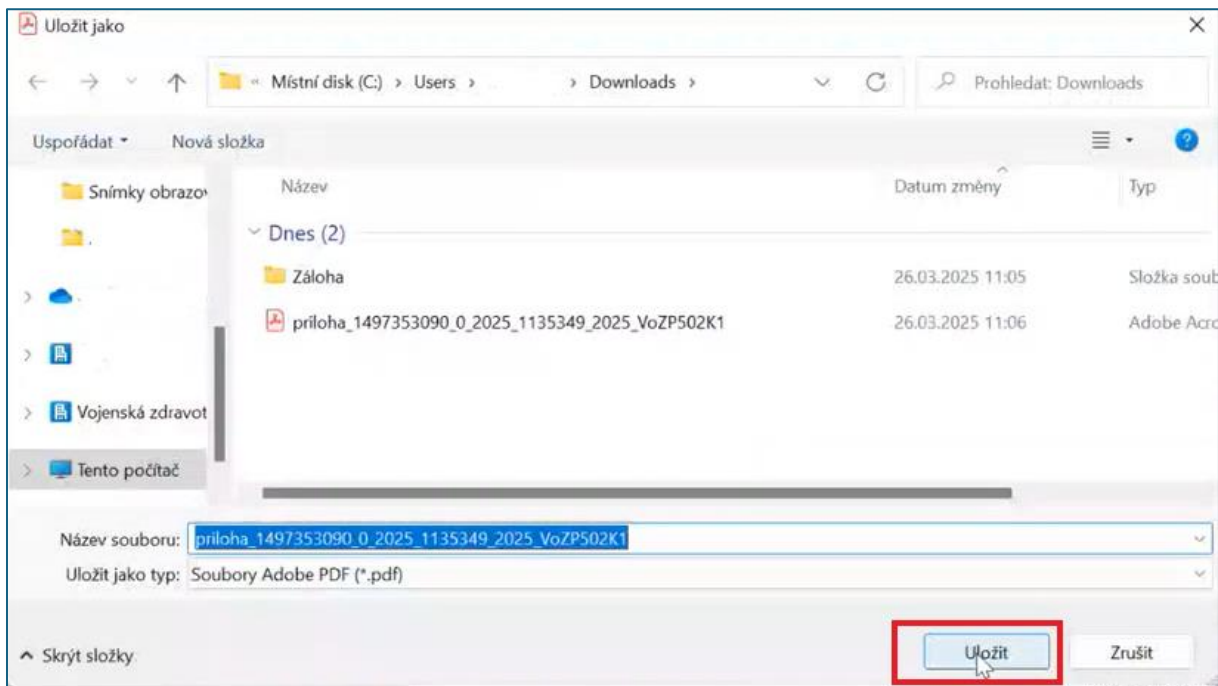 Uložit jako
« Místní disk (C:) › Users › › Downloads ›
Prohledat: Downloads
Uspořádat
Nová složka
Snímky obrazov
Název
Datum změny
Typ
Dnes (2)
Záloha
26.03.2025 11:05
Složka soub
priloha_1497353090_0_2025_1135349_2025_VoZP502K1
26.03.2025 11:06
Adobe Acro
Vojenská zdravot
Tento počítač
Název souboru: priloha_1497353090_0_2025_1135349_2025_VoZP502K1
Uložit jako typ: Soubory Adobe PDF (*.pdf)
Skrýt složky
Uložit
Zrušit